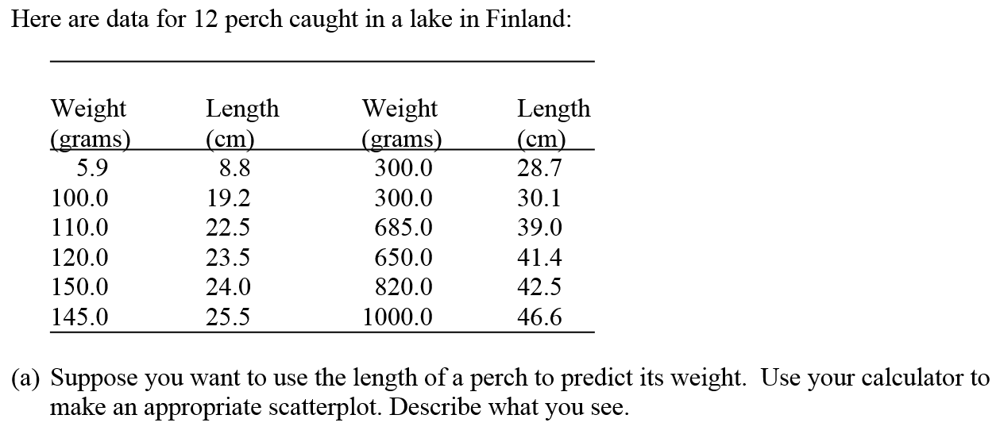 Here are data for 12 perch caught in a lake in Finland:
Weight Length Weight Length
(grams) (cm) (grams) (cm)
5.9 8.8 300.0 28.7
100.0 19.2 300.0 30.1
110.0 22.5 685.0 39.0
120.0 23.5 650.0 41.4
150.0 24.0 820.0 42.5
145.0 25.5 1000.0 46.6
(a) Suppose you want to use the length of a perch to predict its weight.  Use your calculator to
make an appropriate scatterplot. Describe what you see.